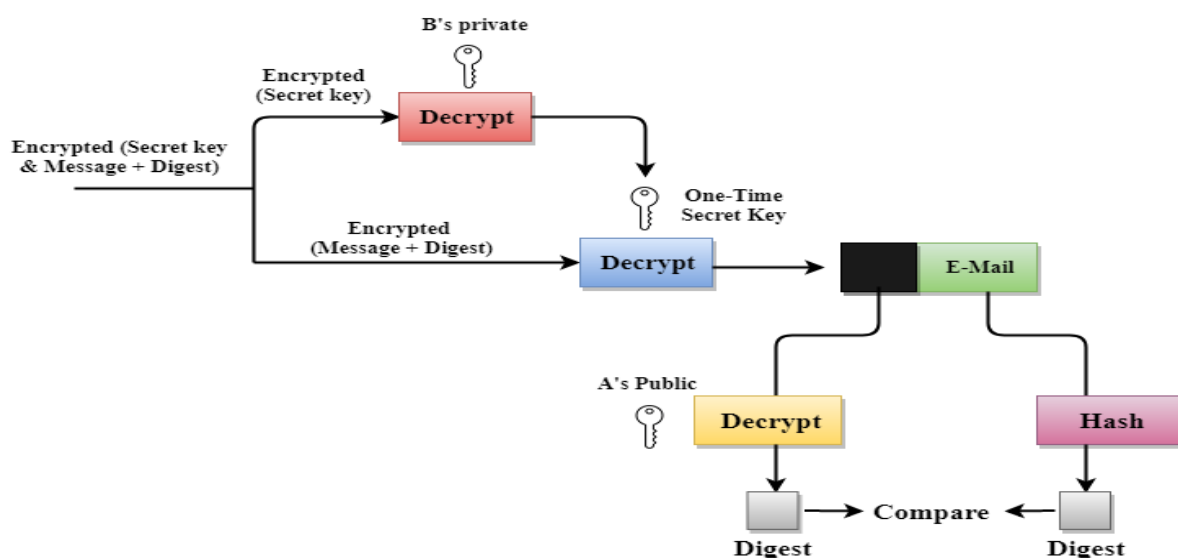 B's private
Encrypted
(Secret key)
Decrypt
Encrypted (Secret key
& Message + Digest)
One-Time
Secret Key
Encrypted
(Message + Digest)
Decrypt
E-Mail
A's Public
Decrypt
Hash
Compare
Digest
Digest